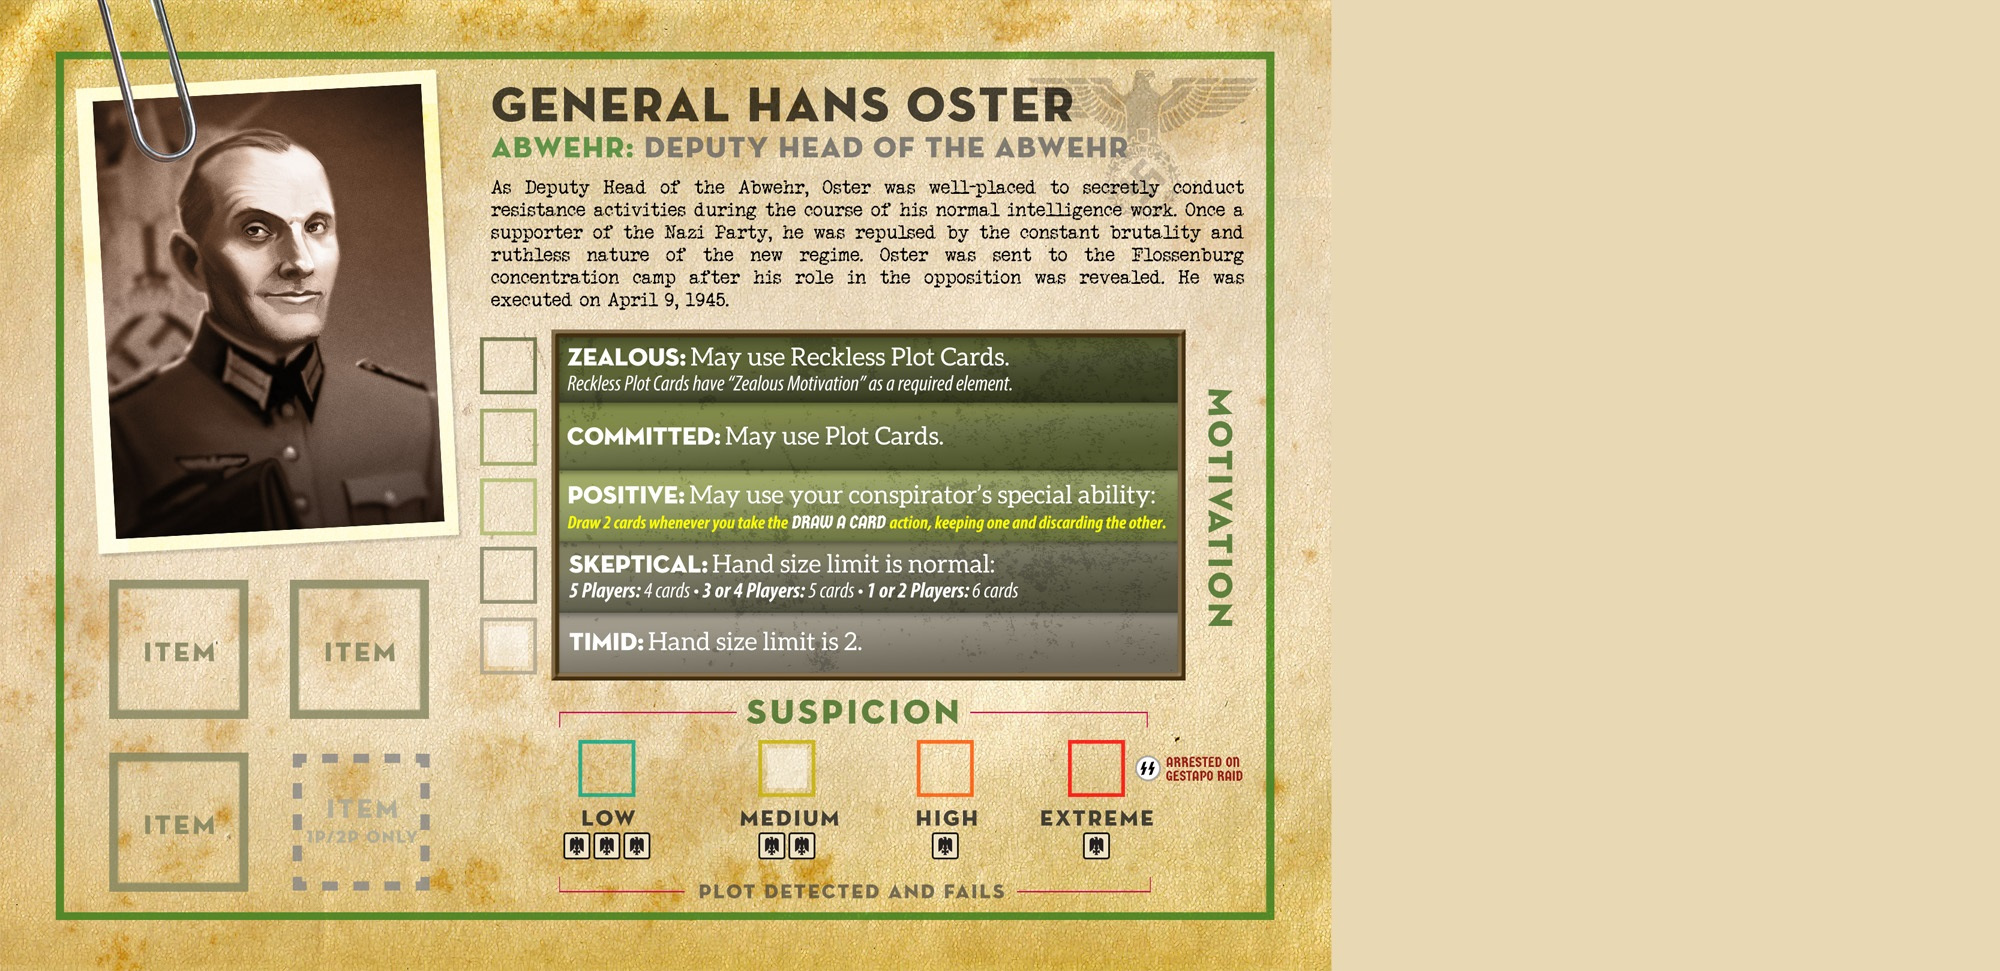 GENERAL HANS OSTER
ABWEHR: DEPUTY HEAD OF THE ABWEHR
As Deputy Head of the Abwehr, Oster was well-placed to secretly conduct
resistance activities during the course of his normal intelligence work. Once a
supporter of the Nazi Party, he was repulsed by the constant brutality and
ruthless nature of the new regime. Oster was sent to the Flossenburg
concentration camp after his role in the opposition was revealed. He was
executed on April 9, 1945.
ZEALOUS: May use Reckless Plot Cards.
Reckless Plot Cards have “Zealous Motivation” as a required element.
COMMITTED: May use Plot Cards.
POSITIVE: May use your conspirator’s special ability:
Draw 2 cards whenever you take the DRAW A CARD action, keeping one and discarding the other.
SKEPTICAL: Hand size limit is normal:
5 Players: 4 cards • 3 or 4 Players: 5 cards • 1 or 2 Players: 6 cards
TIMID: Hand size limit is 2.
MOTIVATION
ITEM
ITEM
ITEM
ITEM
1P/2P ONLY
SUSPICION
ARRESTED ON
GESTAPO RAID
LOW
MEDIUM
HIGH
EXTREME
PLOT DETECTED AND FAILS